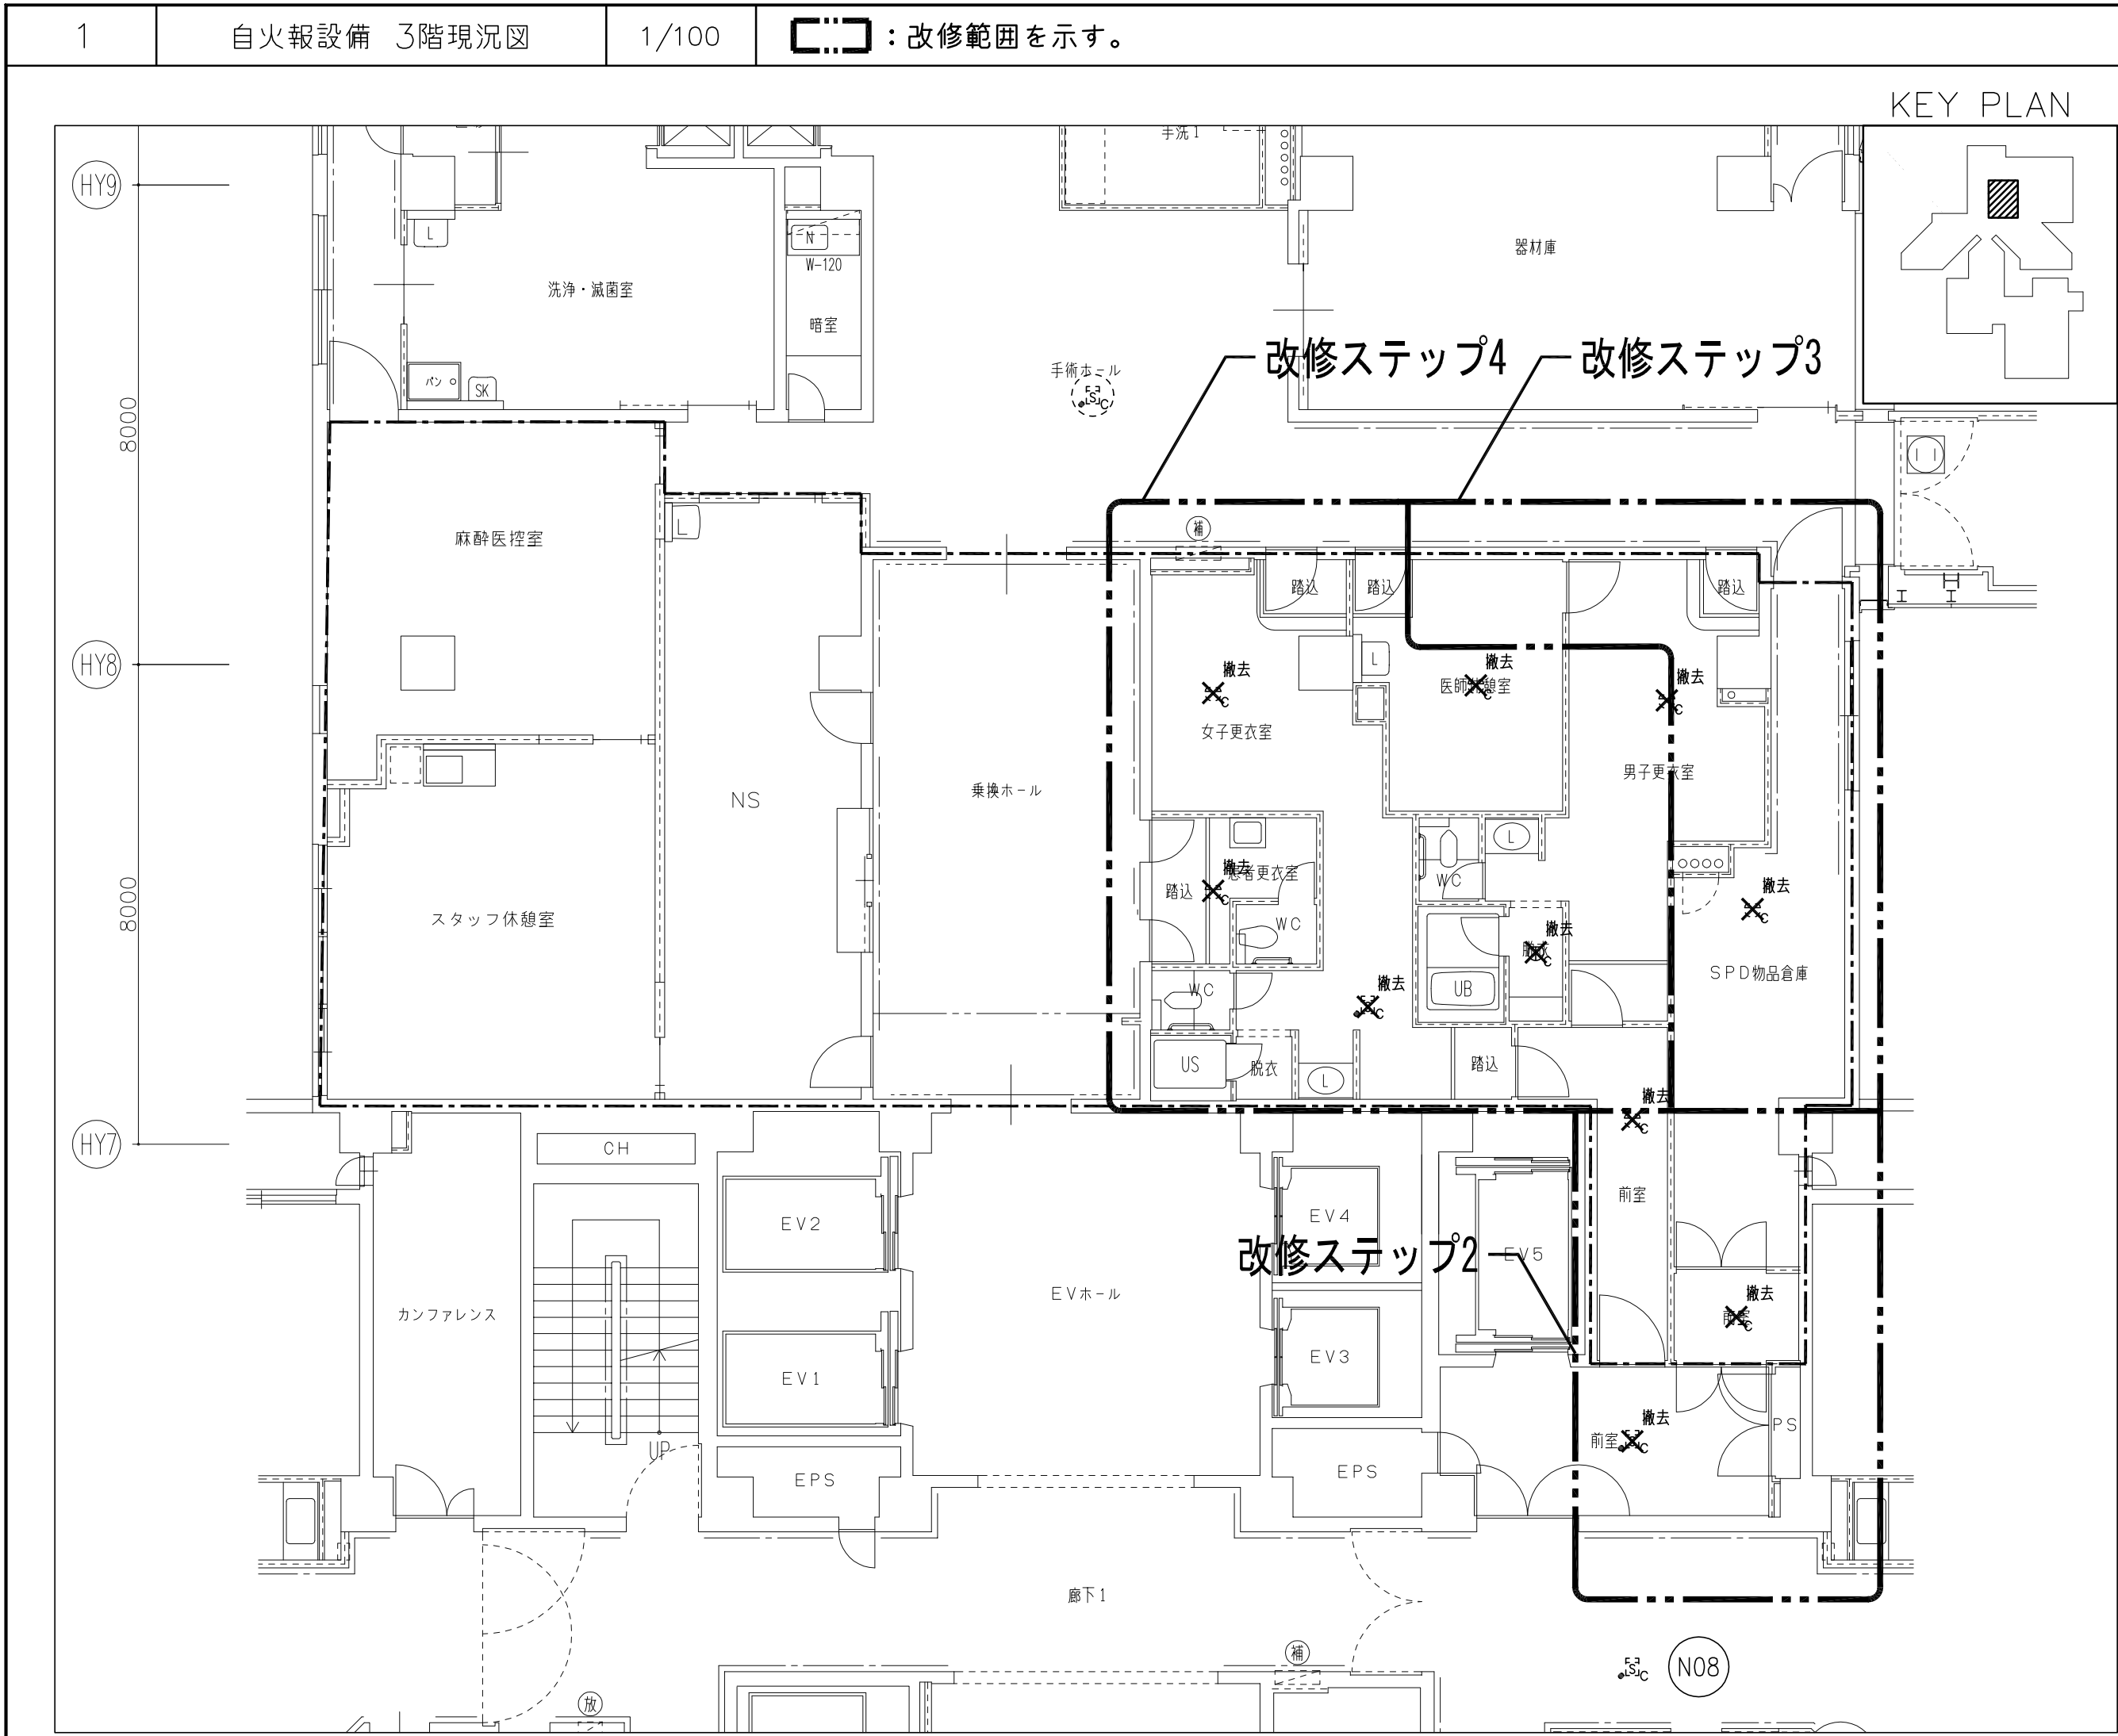 1
自火報設備 3階現況図
1/100
：改修範囲を示す。
KEY PLAN
手洗1
HY9
L
N
W-120
洗浄・滅菌室
暗室
器材庫
パン
SK
手術ホール
S
C
改修ステップ4
改修ステップ3
8000
麻酔医控室
L
補
踏込
踏込
踏込
HY8
L
撤去
C
女子更衣室
撤去
医師休憩室
C
撤去
C
男子更衣室
NS
乗換ホール
8000
スタッフ休憩室
踏込
撤去
患者更衣室
C
WC
WC
L
撤去
C
脱衣
撤去
C
SPD物品倉庫
WC
UB
撤去
S
C
US
脱衣
L
踏込
撤去
C
HY7
CH
前室
EV2
EV4
改修ステップ2
EV5
EVホール
カンファレンス
EV1
EV3
撤去
前室
C
UP
EPS
EPS
撤去
前室
S
C
PS
廊下1
補
放
S
C
N08